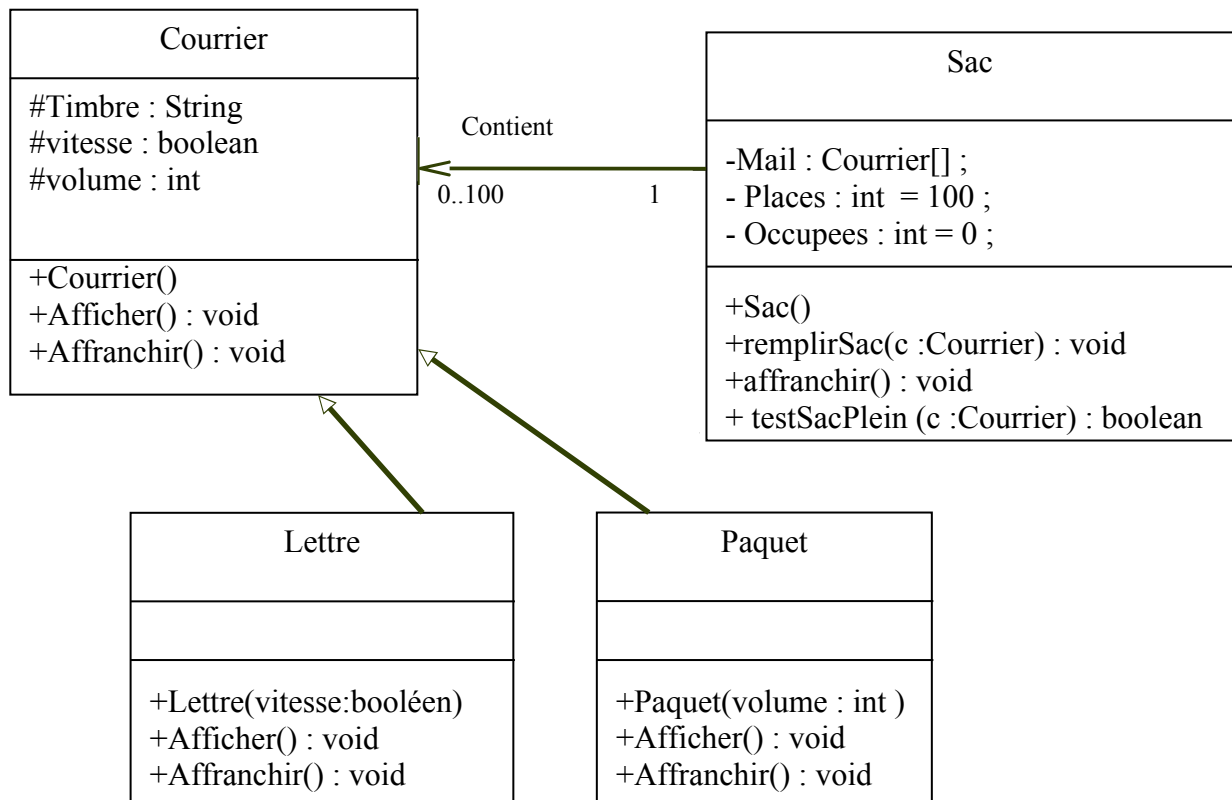 Courrier
#Timbre : String
#vitesse : boolean
#volume : int
+Courrier()
+Afficher() : void
+Affranchir() : void
Contient
0..100
1
Sac
-Mail : Courrier[] ;
- Places : int  = 100 ;
- Occupees : int = 0 ;
+Sac()
+remplirSac(c :Courrier) : void
+affranchir() : void
+ testSacPlein (c :Courrier) : boolean
Lettre
+Lettre(vitesse:booléen)
+Afficher() : void
+Affranchir() : void
Paquet
+Paquet(volume : int )
+Afficher() : void
+Affranchir() : void